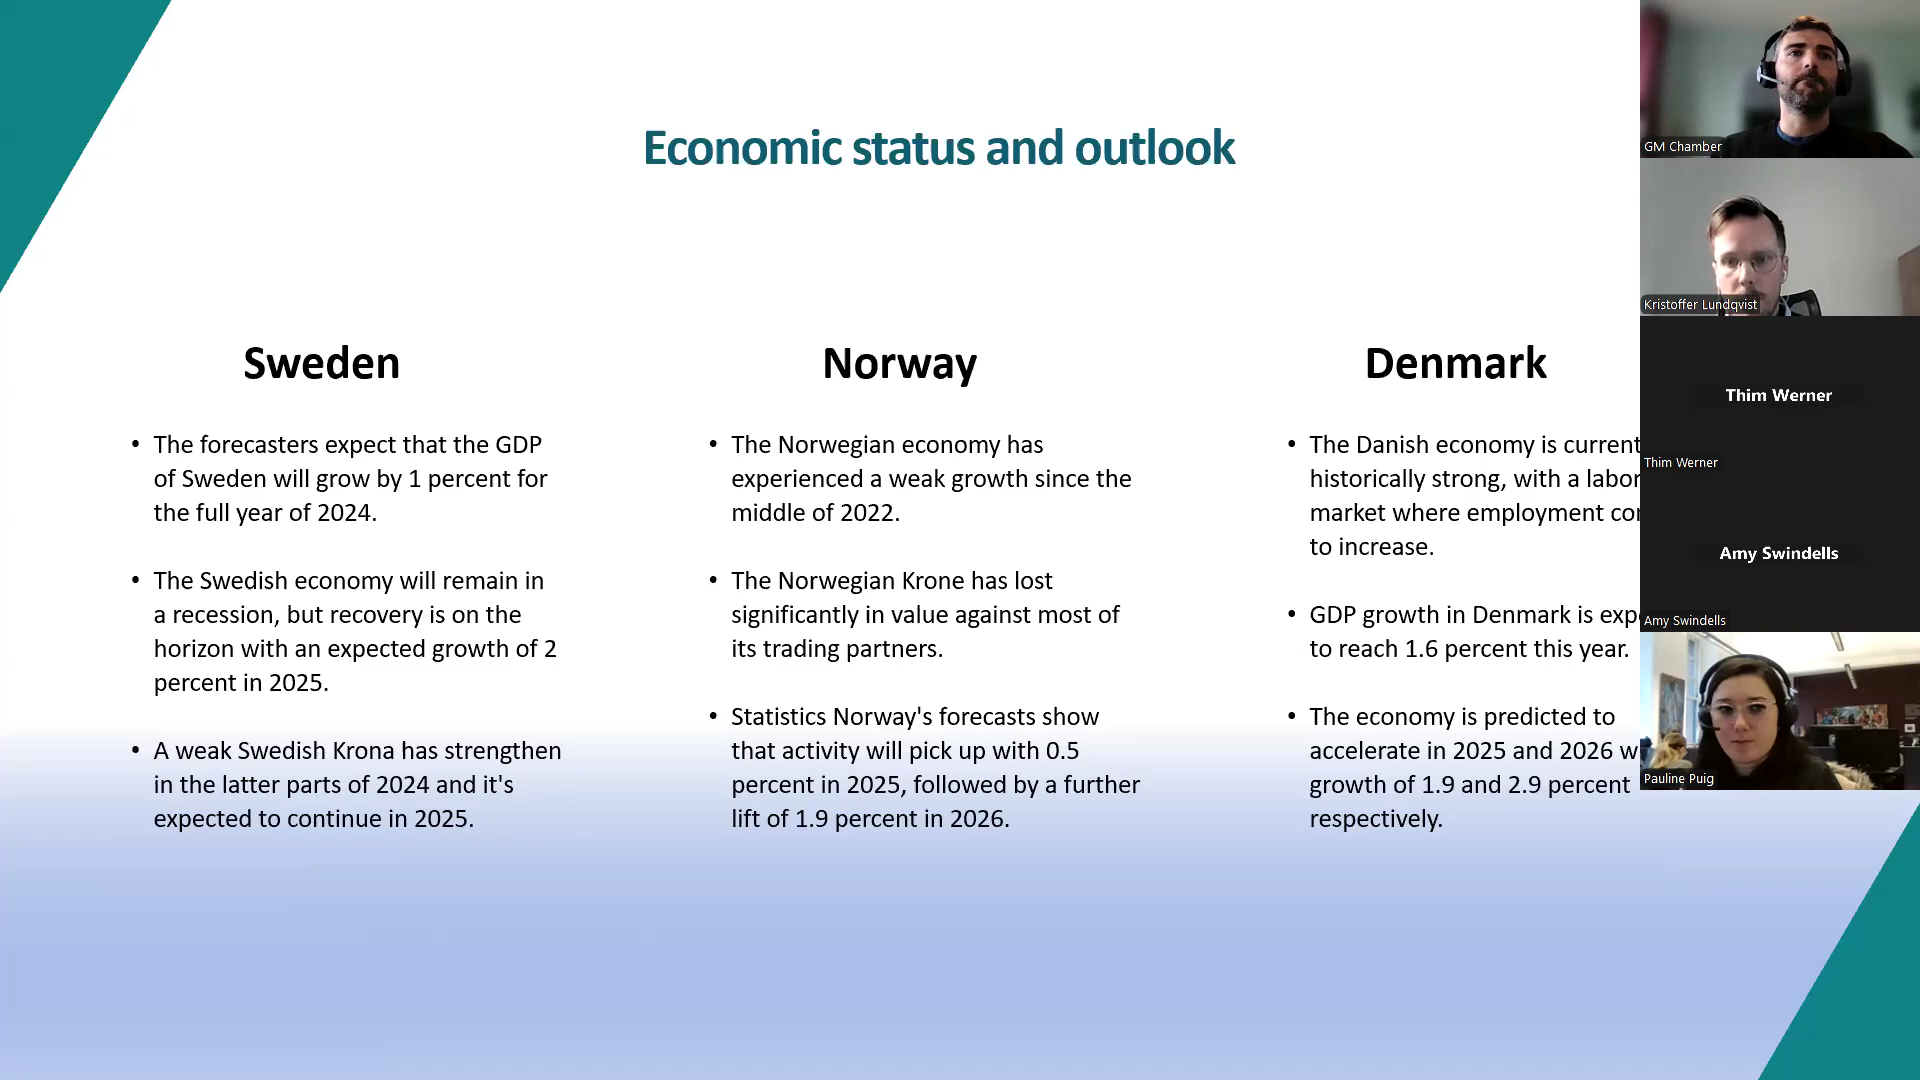 Economic status and outlook
Sweden
• The forecasters expect that the GDP
of Sweden will grow by 1 percent for
the full year of 2024.
• The Swedish economy will remain in
a recession, but recovery is on the
horizon with an expected growth of 2
percent in 2025.
• A weak Swedish Krona has strengthen
in the latter parts of 2024 and it's
expected to continue in 2025.
Norway
• The Norwegian economy has
experienced a weak growth since the
middle of 2022.
• The Norwegian Krone has lost
significantly in value against most of
its trading partners.
• Statistics Norway's forecasts show
that activity will pick up with 0.5
percent in 2025, followed by a further
lift of 1.9 percent in 2026.
Denmark
• The Danish economy is current
historically strong, with a labor
market where employment con
to increase.
• GDP growth in Denmark is expe
to reach 1.6 percent this year.
• The economy is predicted to
accelerate in 2025 and 2026 w
growth of 1.9 and 2.9 percent
respectively.
GM Chamber
Kristoffer Lundqvist
Thim Werner
Thim Werner
Amy Swindells
Amy Swindells
Pauline Puig